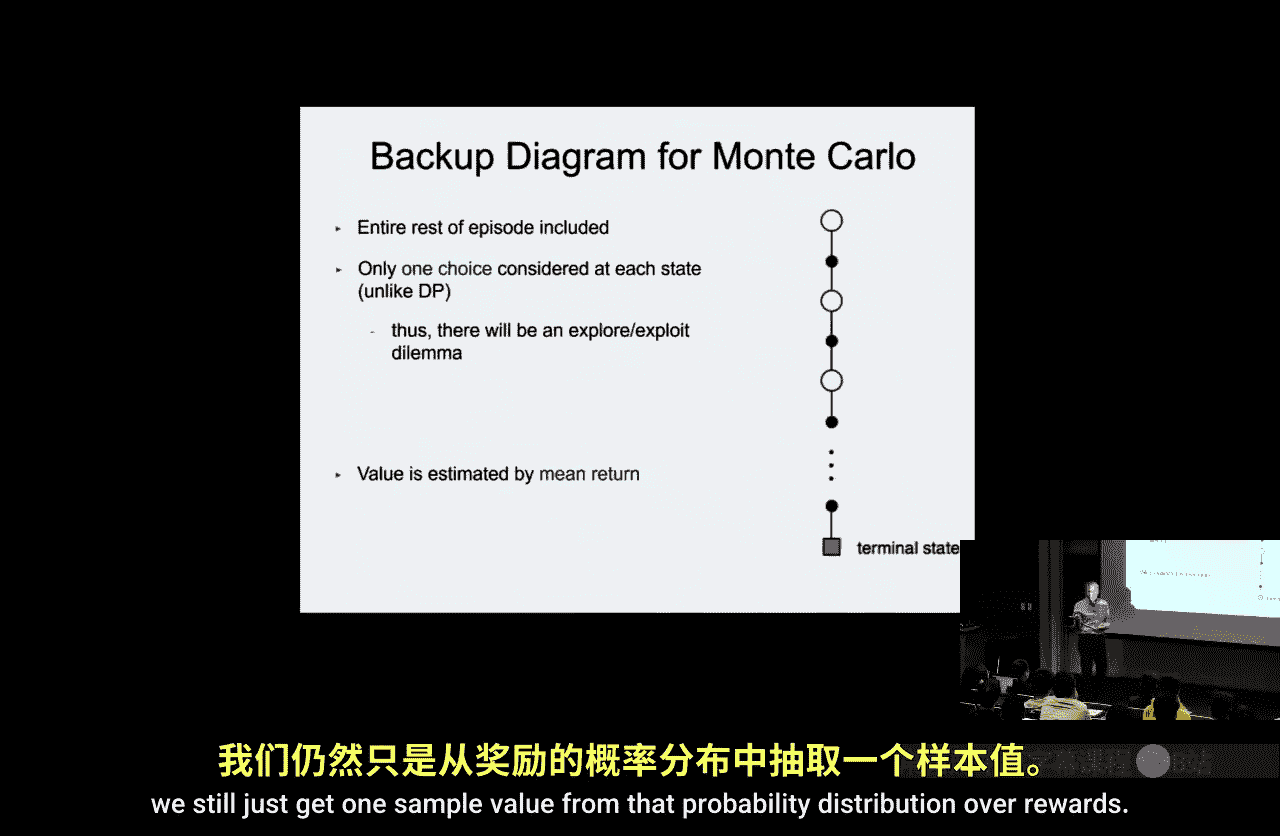 Backup Diagram for Monte Carlo
Entire rest of episode included
Only one choice considered at each state
(unlike DP)
- thus, there will be an explore/exploit
dilemma
Value is estimated by mean return
terminal state
我们仍然只是从奖励的概率分布中抽取一个样本值。
we still just get one sample value from that probability distribution over rewards.